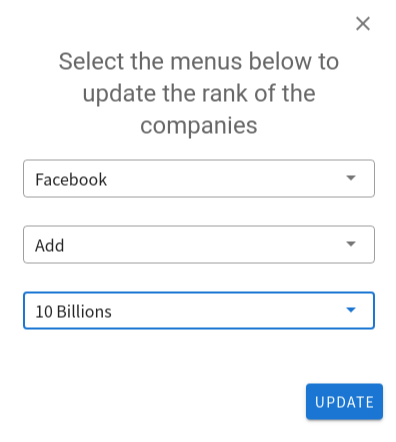 Select the menus below to
update the rank of the
companies
Facebook
Add
10 Billions
UPDATE